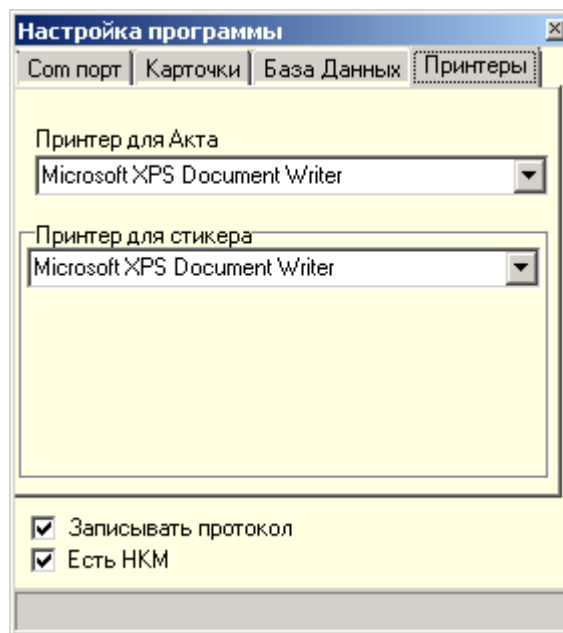 Настройка программы
Com порт Карточки База Данных Принтеры
Принтер для Акта
Microsoft XPS Document Writer
Принтер для стикера
Microsoft XPS Document Writer
Записывать протокол
Есть НКМ